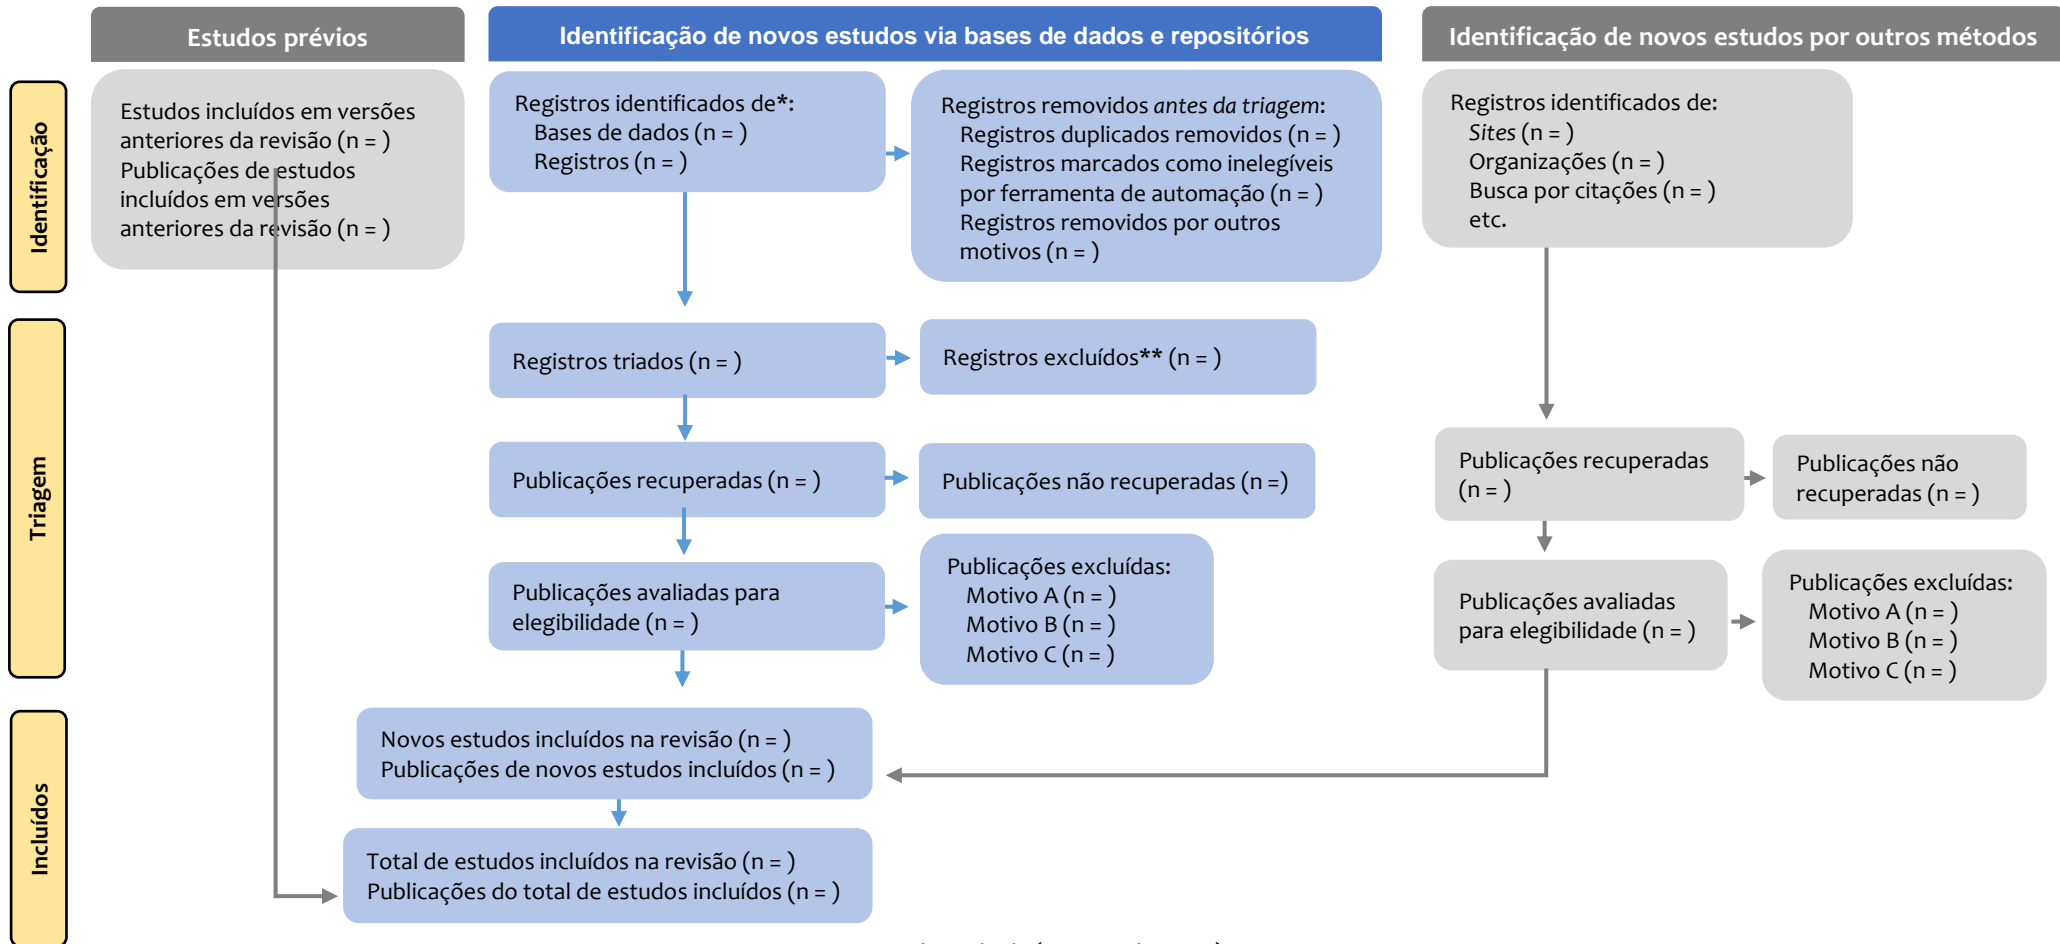 Estudos prévios
Identificação de novos estudos via bases de dados e repositórios
Identificação de novos estudos por outros métodos
Identificação
Estudos incluídos em versões
anteriores da revisão (n = )
Publicações de estudos
incluídos em versões
anteriores da revisão (n = )
Registros identificados de*:
Bases de dados (n = )
Registros (n = )
Registros removidos antes da triagem:
Registros duplicados removidos (n = )
Registros marcados como inelegíveis
por ferramenta de automação (n = )
Registros removidos por outros
motivos (n = )
Registros identificados de:
Sites (n = )
Organizações (n = )
Busca por citações (n = )
etc.
Triagem
Registros triados (n = )
Registros excluídos** (n = )
Publicações recuperadas (n = )
Publicações não recuperadas (n =)
Publicações recuperadas
(n = )
Publicações não
recuperadas (n = )
Publicações avaliadas para
elegibilidade (n = )
Publicações excluídas:
Motivo A (n = )
Motivo B (n = )
Motivo C (n = )
Publicações avaliadas
para elegibilidade (n = )
Publicações excluídas:
Motivo A (n = )
Motivo B (n = )
Motivo C (n = )
Incluídos
Novos estudos incluídos na revisão (n = )
Publicações de novos estudos incluídos (n = )
Total de estudos incluídos na revisão (n = )
Publicações do total de estudos incluídos (n = )